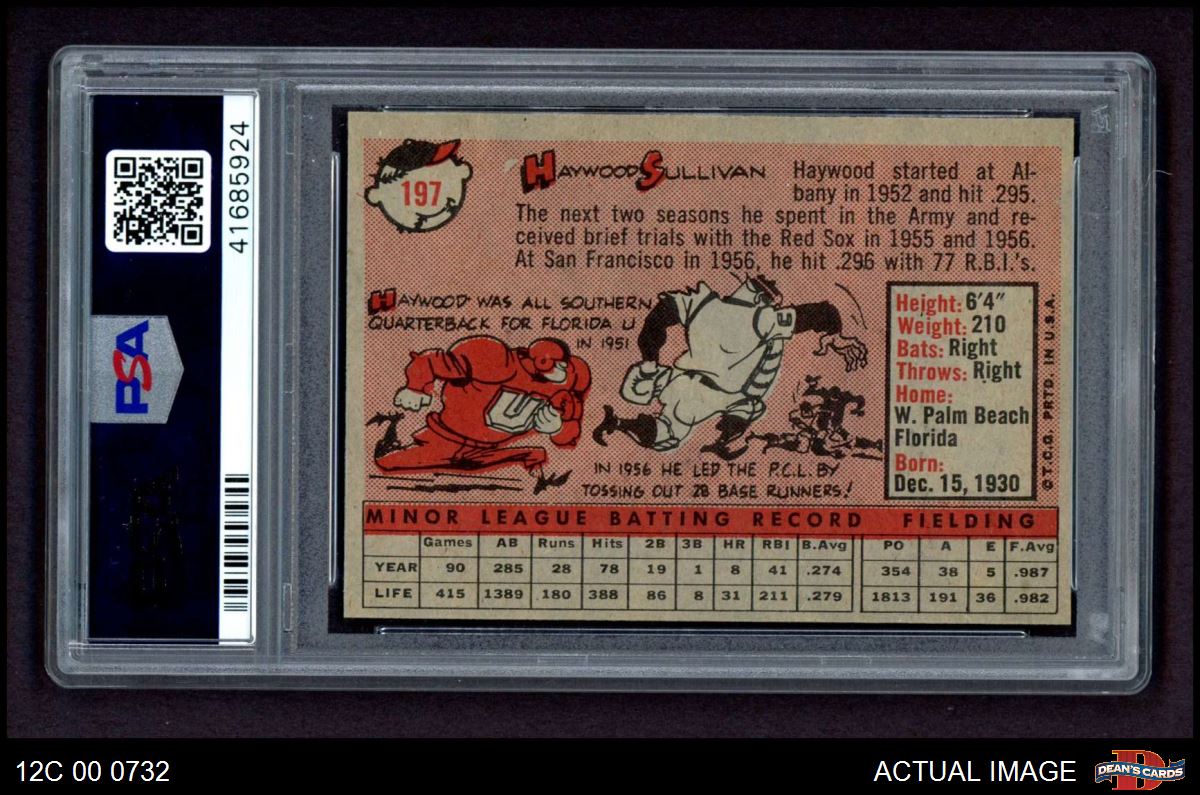 PSA
41685924
197
HAYWOOD SULLIVAN
Haywood started at Al-
bany in 1952 and hit .295.
The next two seasons he spent in the Army and re-
ceived brief trials with the Red Sox in 1955 and 1956.
At San Francisco in 1956, he hit .296 with 77 R.B.I.'s.
HAYWOOD WAS ALL SOUTHERN
QUARTERBACK FOR FLORIDA U
IN 1951
U
C
IN 1956 HE LED THE P.C.L. BY
TOSSING OUT 28 BASE RUNNERS!
Height: 6'4"
Weight: 210
Bats: Right
Throws: Right
Home:
W. Palm Beach
Florida
Born:
Dec. 15, 1930
©T.C.G. PRTD. IN U.S.A.
MINOR LEAGUE BATTING RECORD FIELDING
Games AB Runs Hits 2B 3B HR RBI B.Avg PO A E F.Avg
YEAR 90 285 28 78 19 1 8 41 .274 354 38 5 .987
LIFE 415 1389 180 388 86 8 31 211 .279 1813 191 36 .982
12C 00 0732
ACTUAL IMAGE
D
DEAN'S CARDS